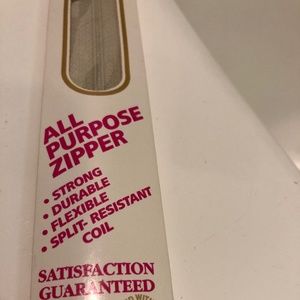 ALL
PURPOSE
ZIPPER
• STRONG
• DURABLE
• FLEXIBLE
• SPLIT- RESISTANT
COIL
SATISFACTION
GUARANTEED